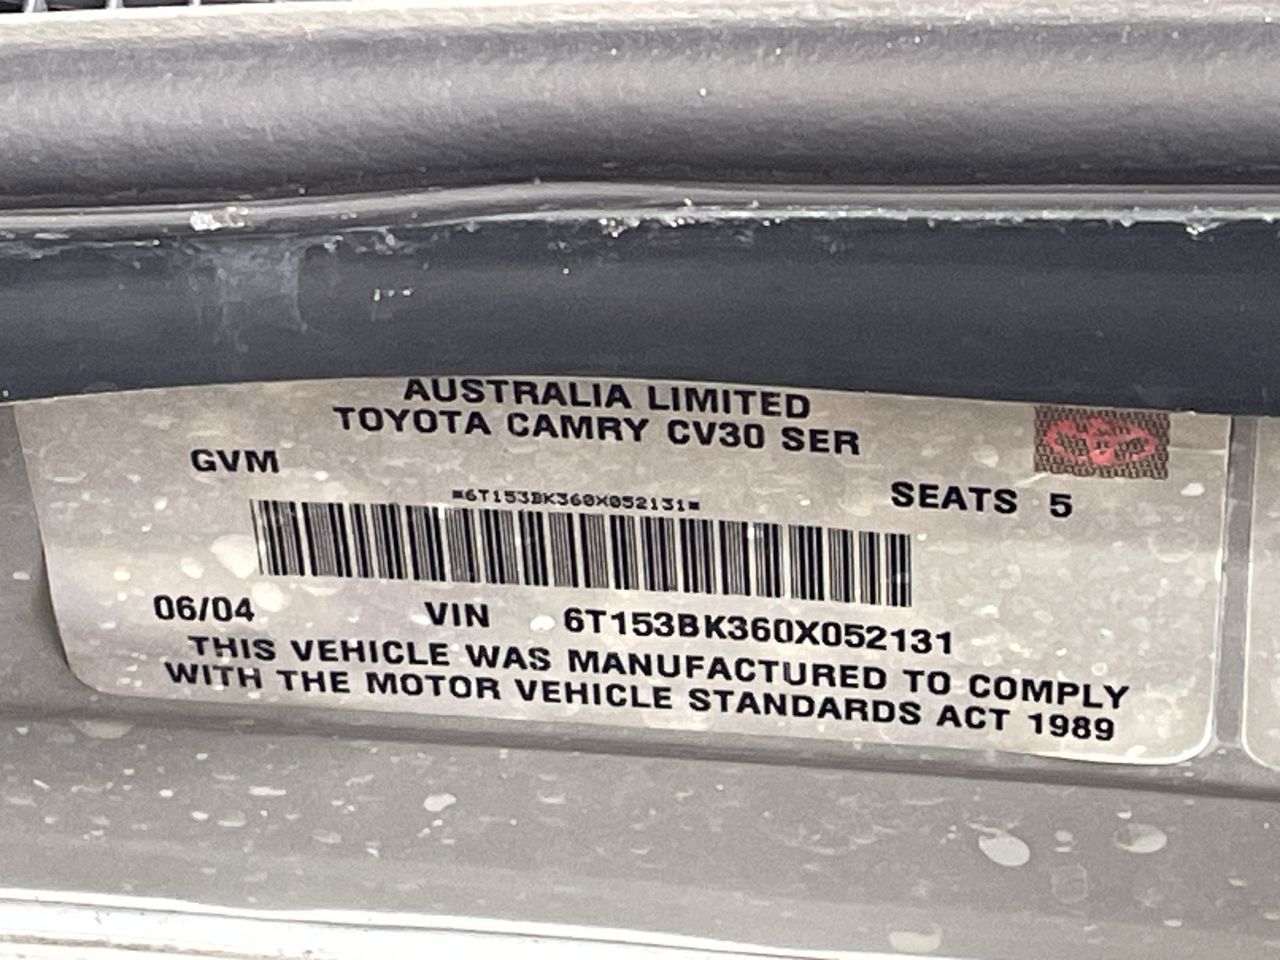 AUSTRALIA LIMITED
TOYOTA CAMRY CV30 SER
GVM
SEATS 5
*6T153BK360X052131*
06/04 VIN 6T153BK360X052131
THIS VEHICLE WAS MANUFACTURED TO COMPLY
WITH THE MOTOR VEHICLE STANDARDS ACT 1989